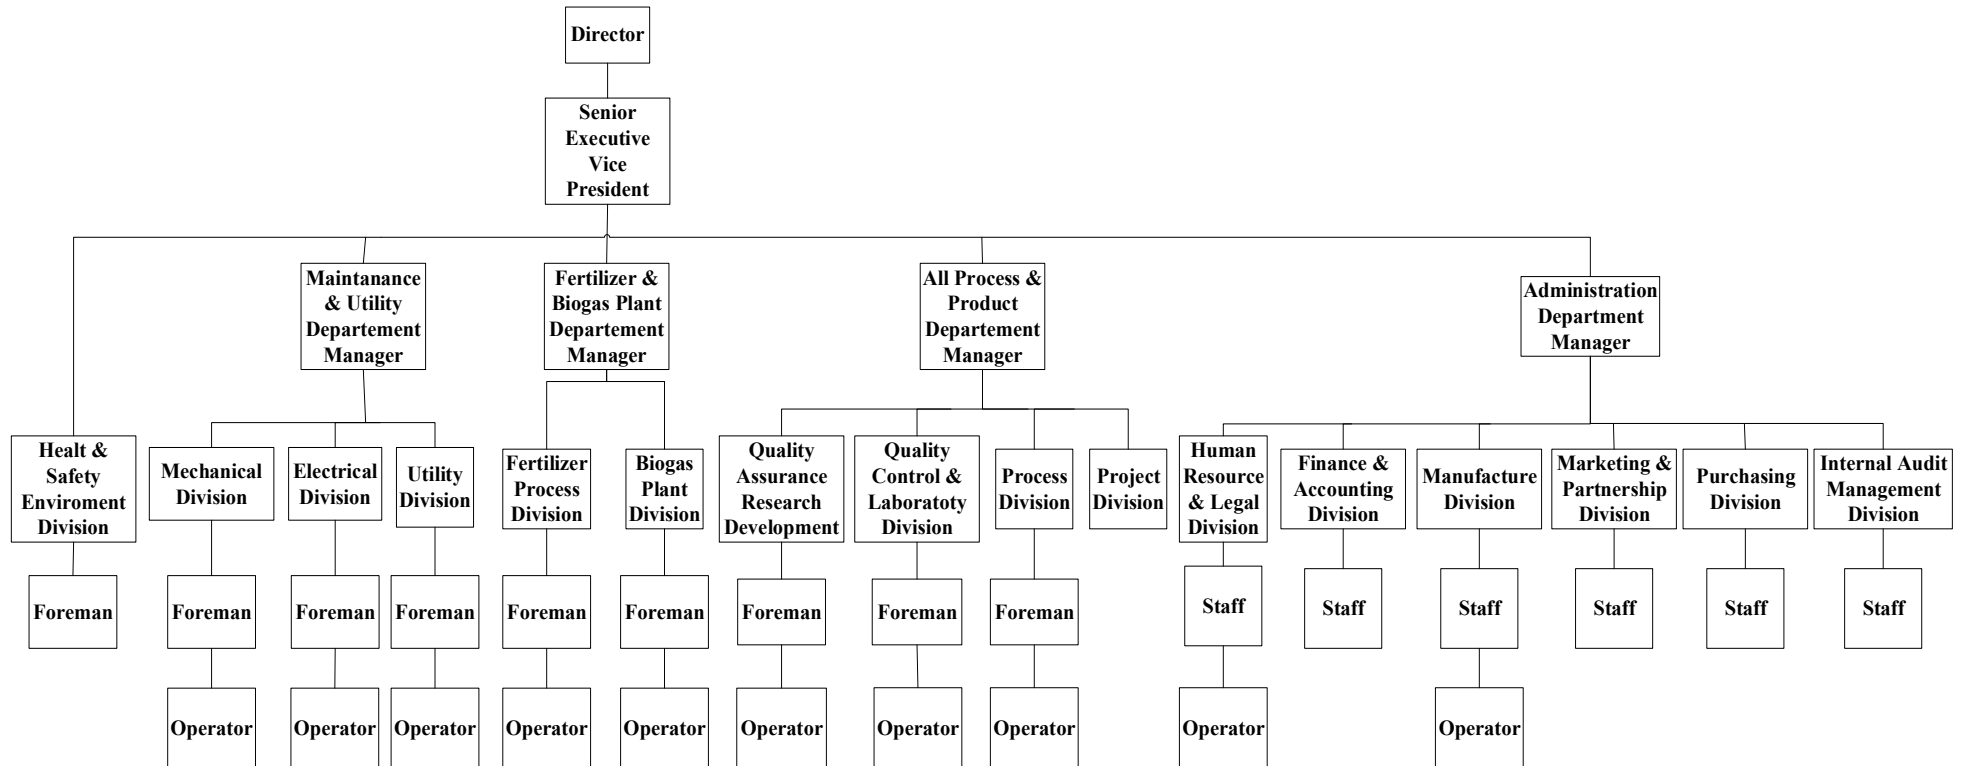 Director
Senior
Executive
Vice
President
Maintanance
& Utility
Departement
Manager
Fertilizer &
Biogas Plant
Departement
Manager
All Process &
Product
Departement
Manager
Administration
Department
Manager
Healt &
Safety
Enviroment
Division
Mechanical
Division
Electrical
Division
Utility
Division
Fertilizer
Process
Division
Biogas
Plant
Division
Quality
Assurance
Research
Development
Quality
Control &
Laboratoty
Division
Process
Division
Project
Division
Human
Resource
& Legal
Division
Finance &
Accounting
Division
Manufacture
Division
Marketing &
Partnership
Division
Purchasing
Division
Internal Audit
Management
Division
Foreman
Foreman
Foreman
Foreman
Foreman
Foreman
Foreman
Foreman
Foreman
Staff
Staff
Staff
Staff
Staff
Staff
Operator
Operator
Operator
Operator
Operator
Operator
Operator
Operator
Operator
Operator